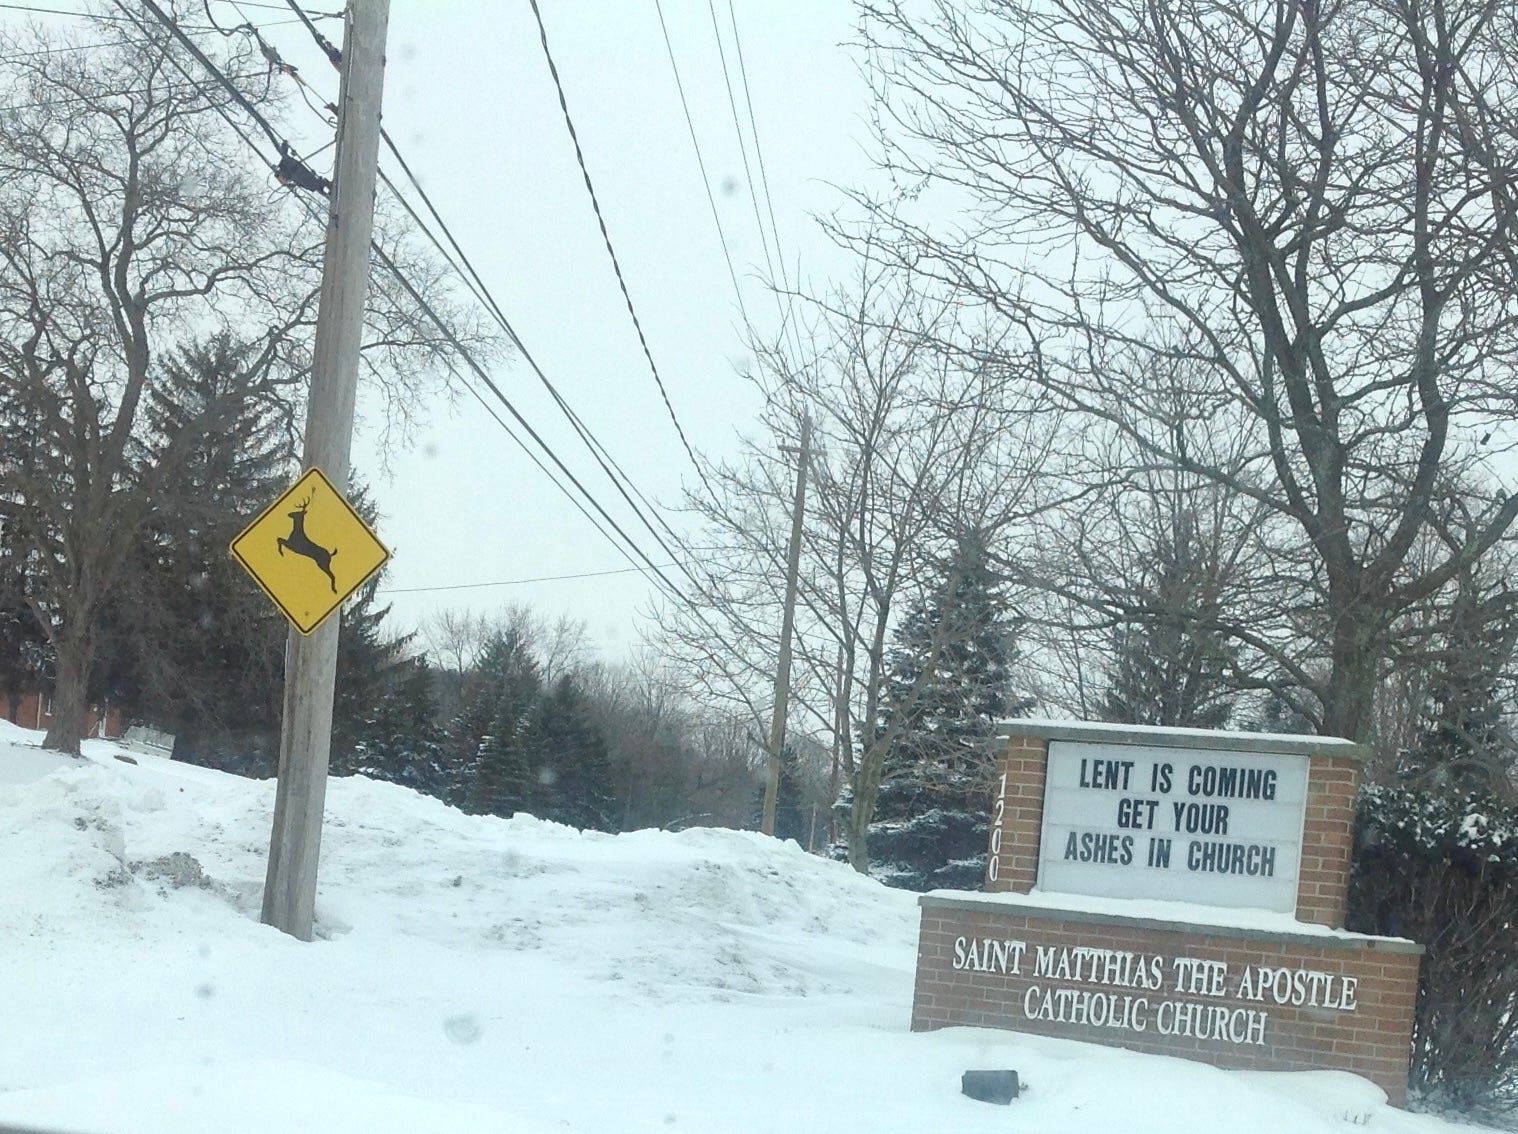 LENT IS COMING
GET YOUR
ASHES IN CHURCH
1200
SAINT MATTHIAS THE APOSTLE
CATHOLIC CHURCH